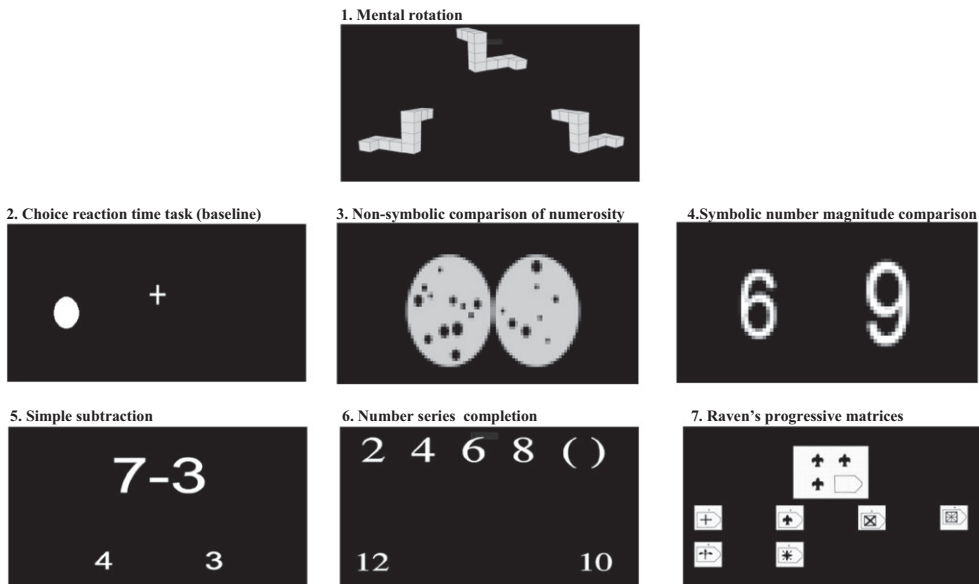 1. Mental rotation
2. Choice reaction time task (baseline)
3. Non-symbolic comparison of numerosity
4.Symbolic number magnitude comparison
6 9
5. Simple subtraction
6. Number series completion
7. Raven's progressive matrices
7-3
4 3
2 4 6 8 ( )
12 10